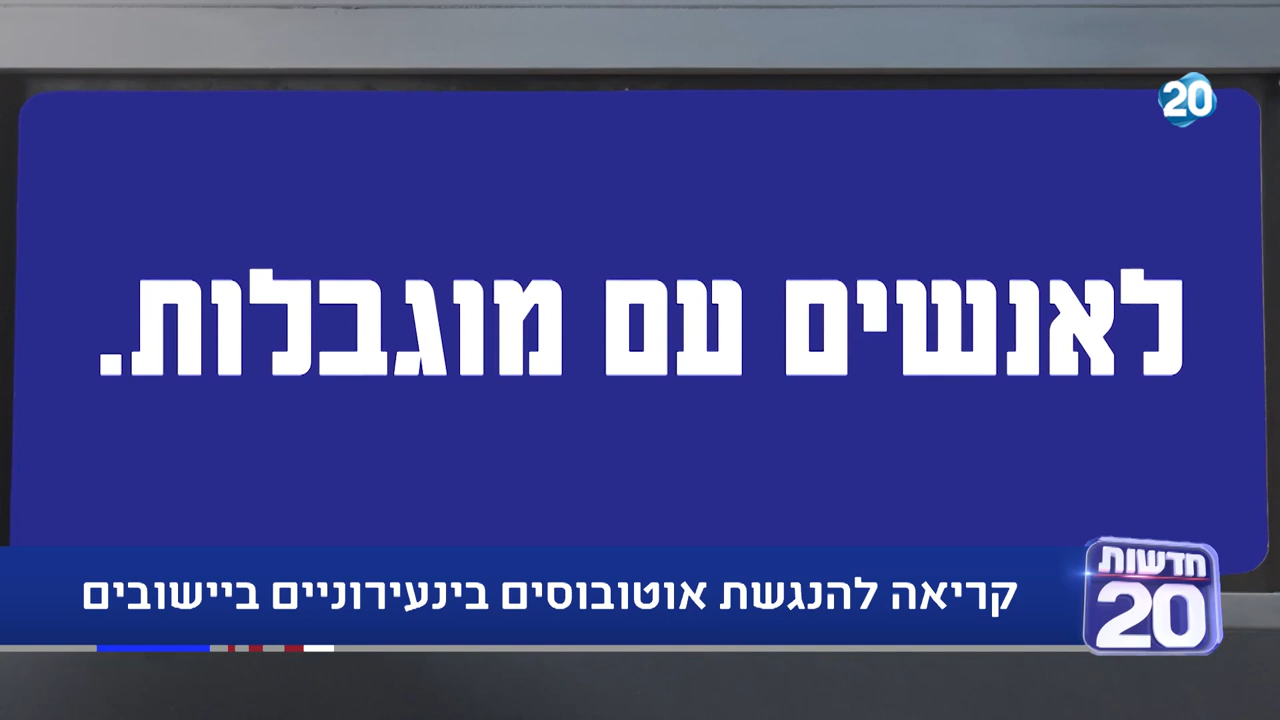 20
לאנשים עם מוגבלות.
קריאה להנגשת אוטובוסים בינעירוניים ביישובים
חדשות
20